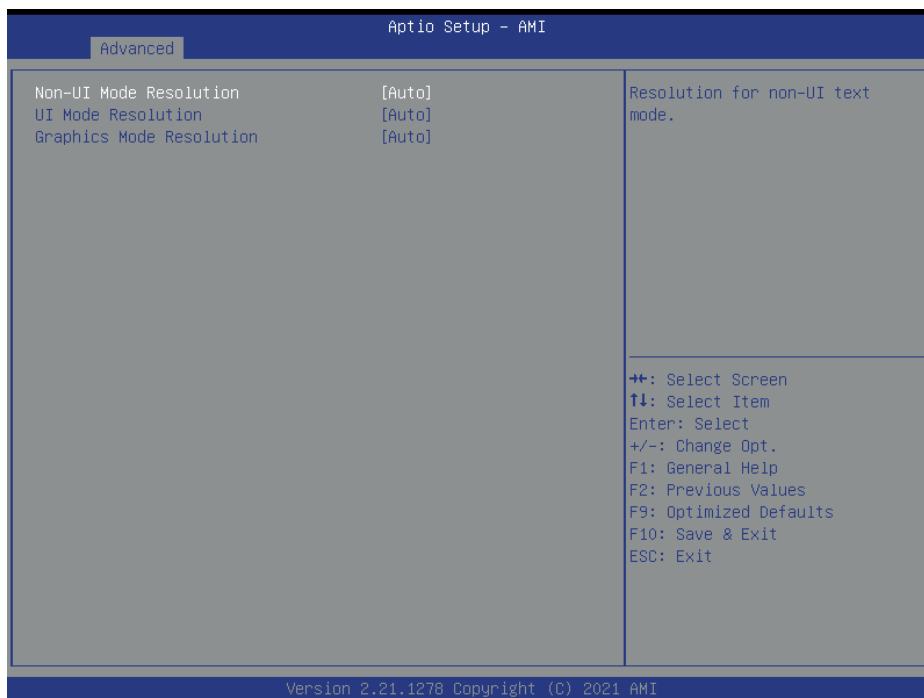 Aptio Setup – AMI
Advanced
Non-UI Mode Resolution [Auto]
UI Mode Resolution [Auto]
Graphics Mode Resolution [Auto]
Resolution for non-UI text
mode.
→←: Select Screen
↑↓: Select Item
Enter: Select
+/-: Change Opt.
F1: General Help
F2: Previous Values
F9: Optimized Defaults
F10: Save & Exit
ESC: Exit
Version 2.21.1278 Copyright (C) 2021 AMI